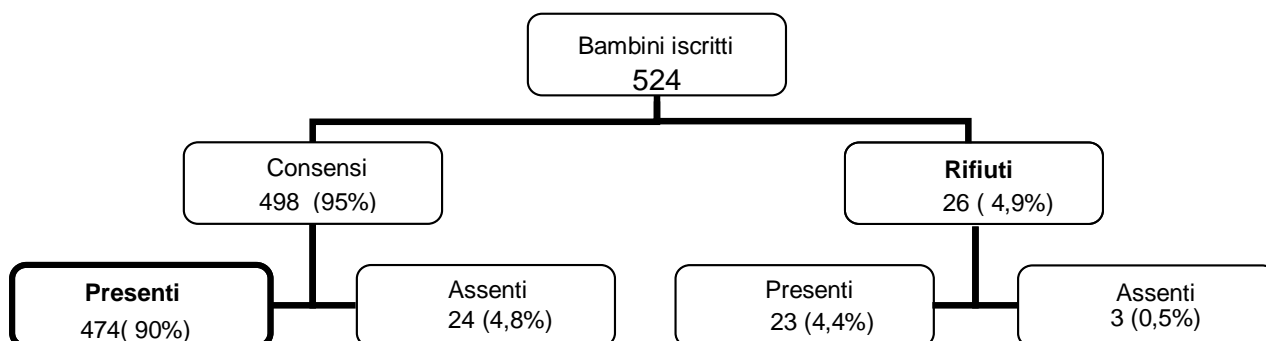 Bambini iscritti
524
Consensi
498 (95%)
Rifiuti
26 ( 4,9%)
Presenti
474( 90%)
Assenti
24 (4,8%)
Presenti
23 (4,4%)
Assenti
3 (0,5%)